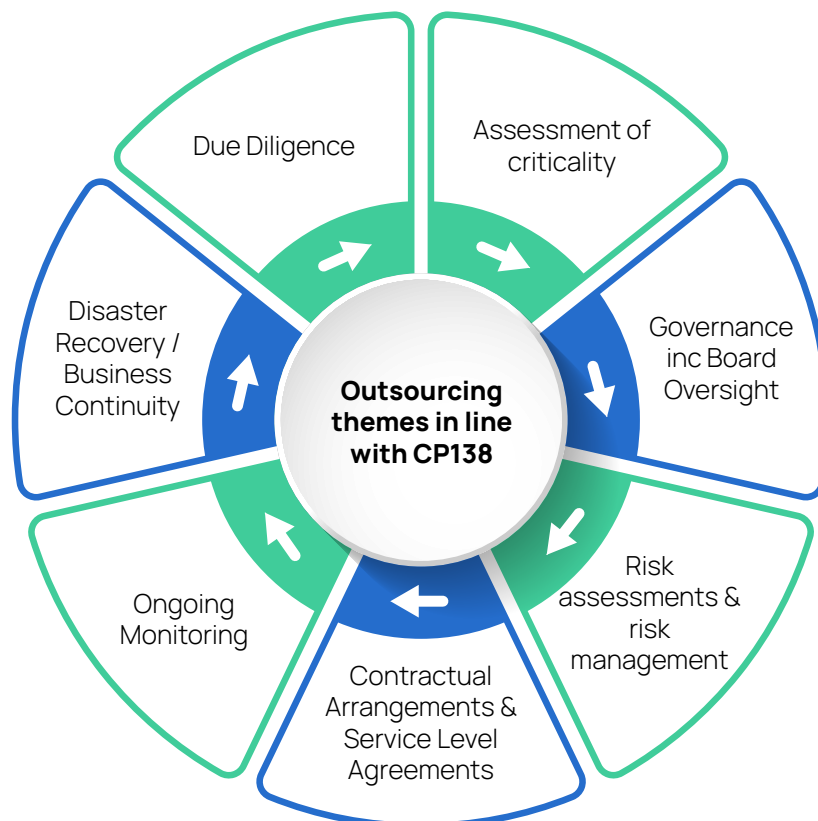 Due Diligence
Assessment of
criticality
Governance
inc Board
Oversight
Risk
assessments &
risk
management
Contractual
Arrangements &
Service Level
Agreements
Ongoing
Monitoring
Disaster
Recovery /
Business
Continuity
Outsourcing
themes in line
with CP138